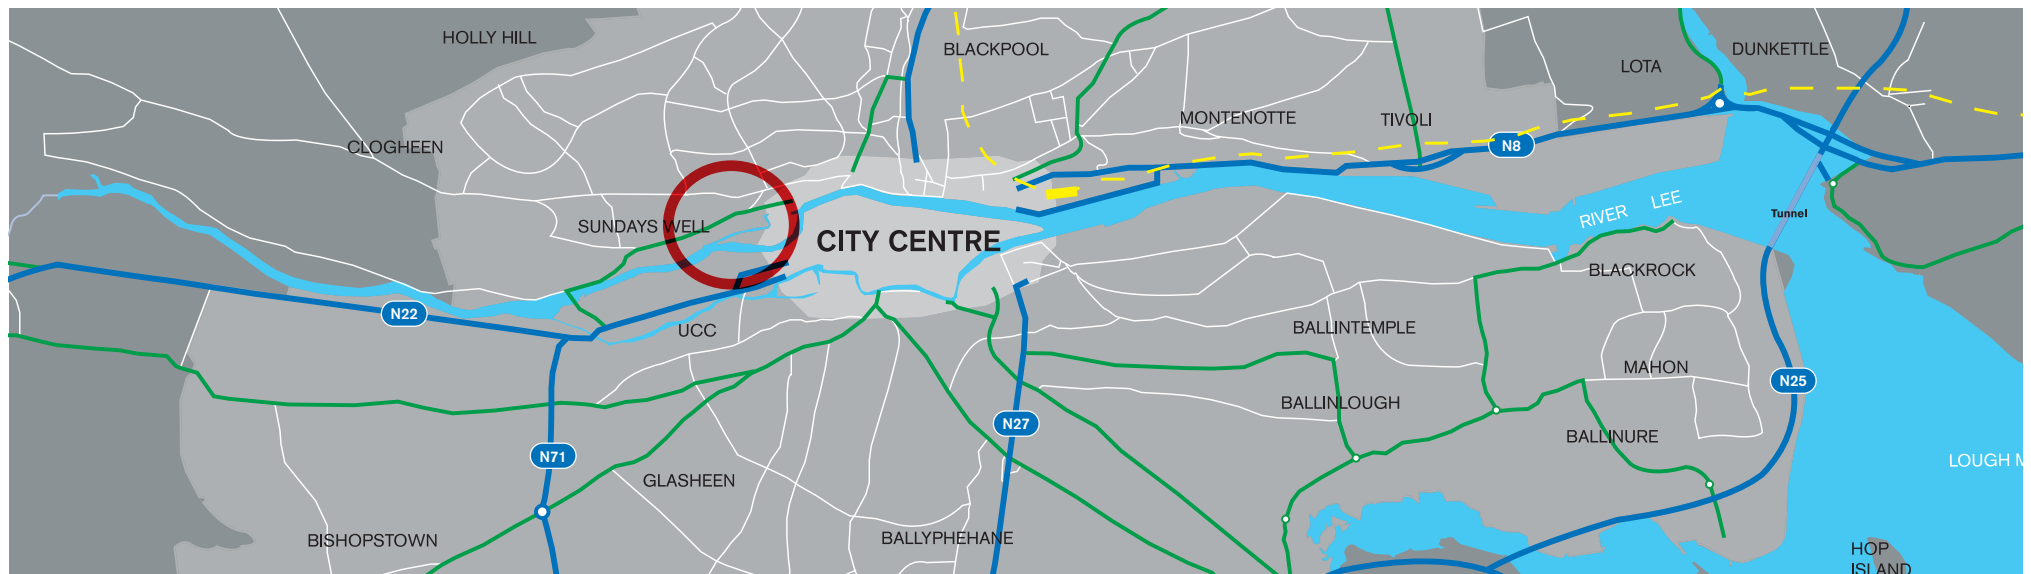 HOLLY HILL
BLACKPOOL
DUNKETTLE
LOTA
MONTENOTTE
TIVOLI
CLOGHEEN
N8
RIVER LEE
Tunnel
SUNDAYS WELL
CITY CENTRE
BLACKROCK
N22
UCC
BALLINTEMPLE
MAHON
N25
BALLINLOUGH
N27
BALLINURE
N71
LOUGH M
GLASHEEN
BISHOPSTOWN
BALLYPHEHANE
HOP
ISLAND